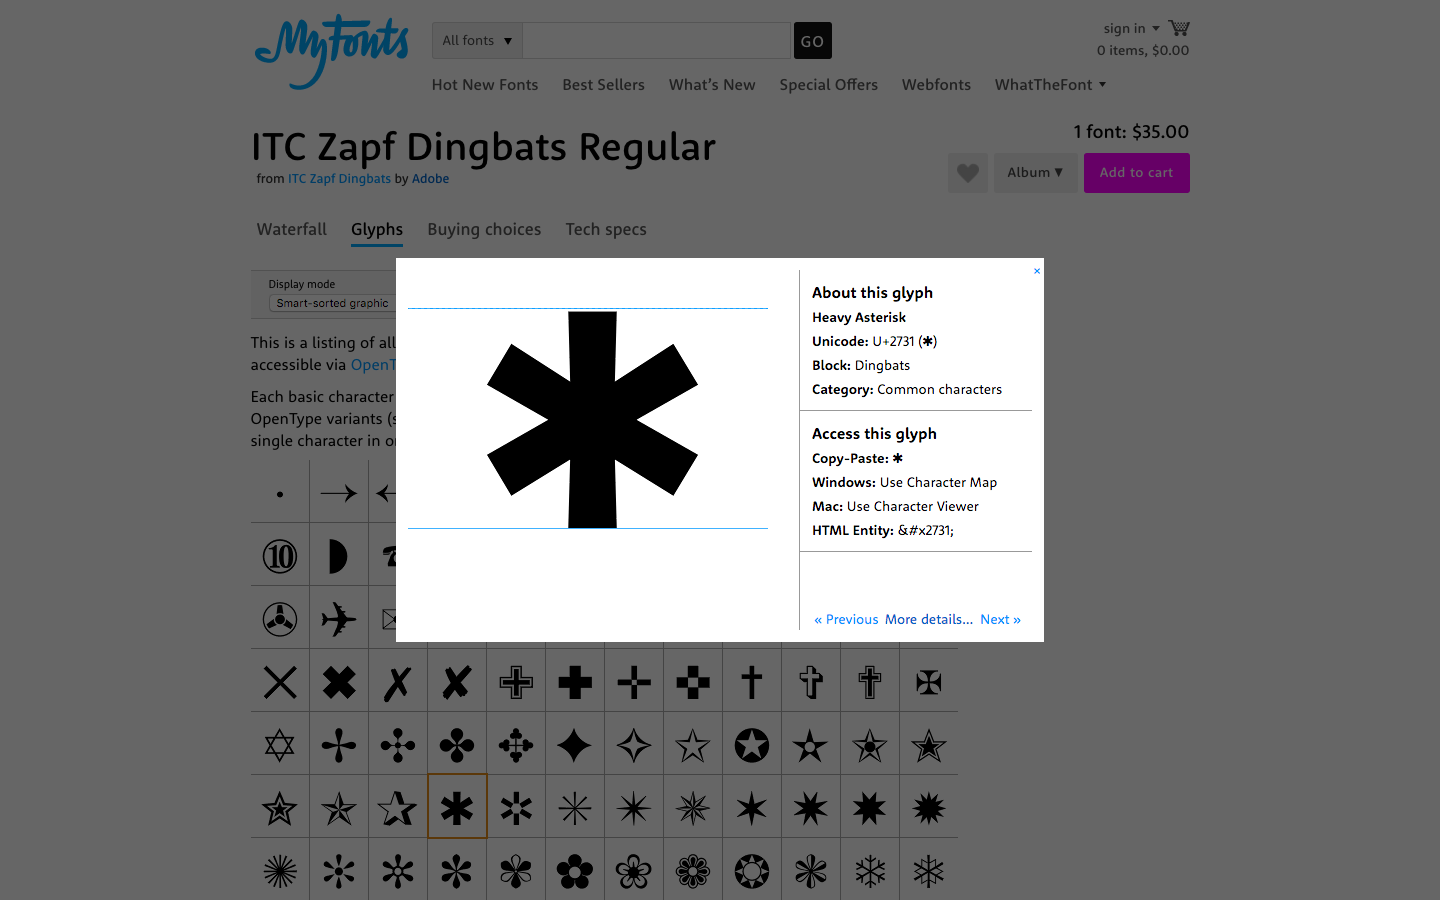 MyFonts
All fonts ▼
GO
sign in ▼
0 items, $0.00
Hot New Fonts Best Sellers What’s New Special Offers Webfonts WhatTheFont ▼
ITC Zapf Dingbats Regular
from ITC Zapf Dingbats by Adobe
1 font: $35.00
Album ▼ Add to cart
Waterfall Glyphs Buying choices Tech specs
Display mode
Smart-sorted graphic
This is a listing of all
accessible via OpenT
Each basic character
OpenType variants (s
single character in o
×
About this glyph
Heavy Asterisk
Unicode: U+2731 (✱)
Block: Dingbats
Category: Common characters
Access this glyph
Copy-Paste: ✱
Windows: Use Character Map
Mac: Use Character Viewer
HTML Entity: &#x2731;
« Previous More details... Next »